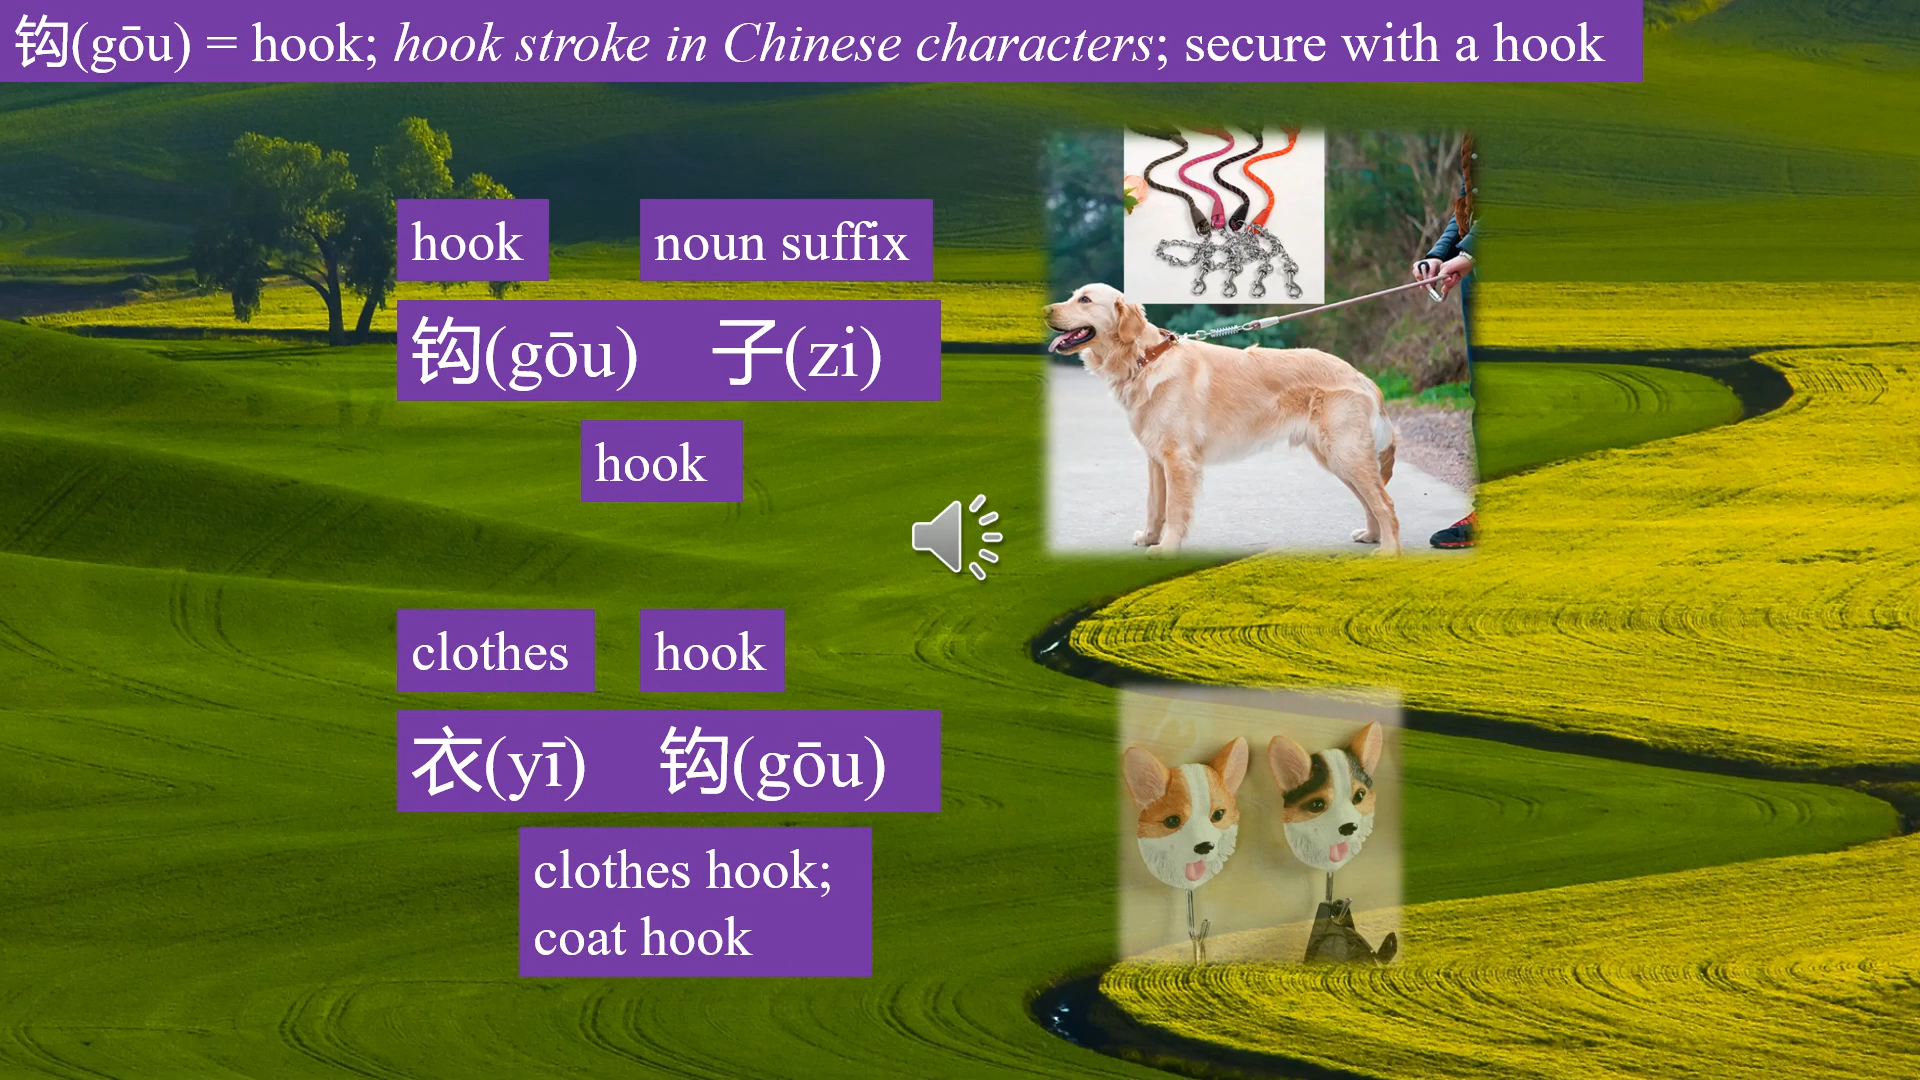 钩(gōu) = hook; hook stroke in Chinese characters; secure with a hook
hook noun suffix
钩(gōu) 子(zi)
hook
clothes hook
衣(yī) 钩(gōu)
clothes hook;
coat hook